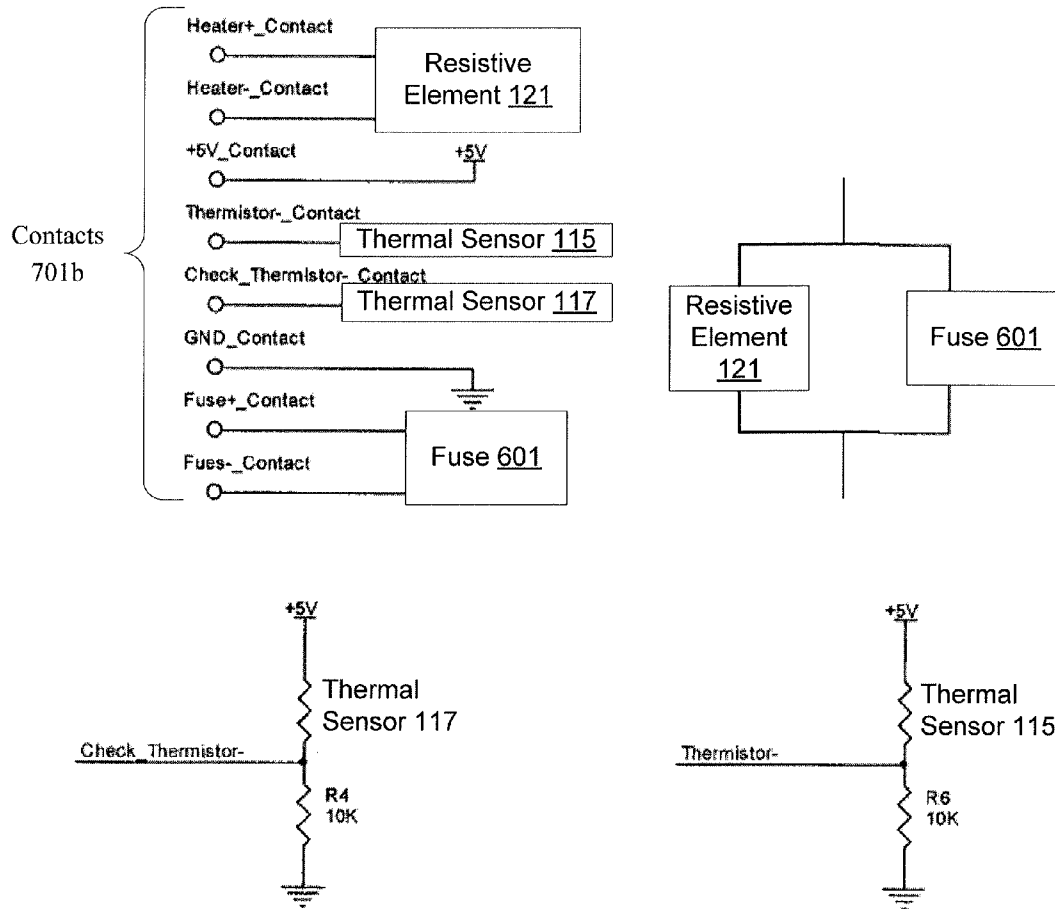 Heater+_Contact
Resistive
Element 121
Heater-_Contact
+5V_Contact
+5V
Thermistor-_Contact
Thermal Sensor 115
Contacts
701b
Check_Thermistor-_Contact
Thermal Sensor 117
GND_Contact
Fuse+_Contact
Fuse 601
Fues-_Contact
Resistive
Element
121
Fuse 601
+5V
Thermal
Sensor 117
Check_Thermistor-
R4
10K
+5V
Thermal
Sensor 115
Thermistor-
R6
10K